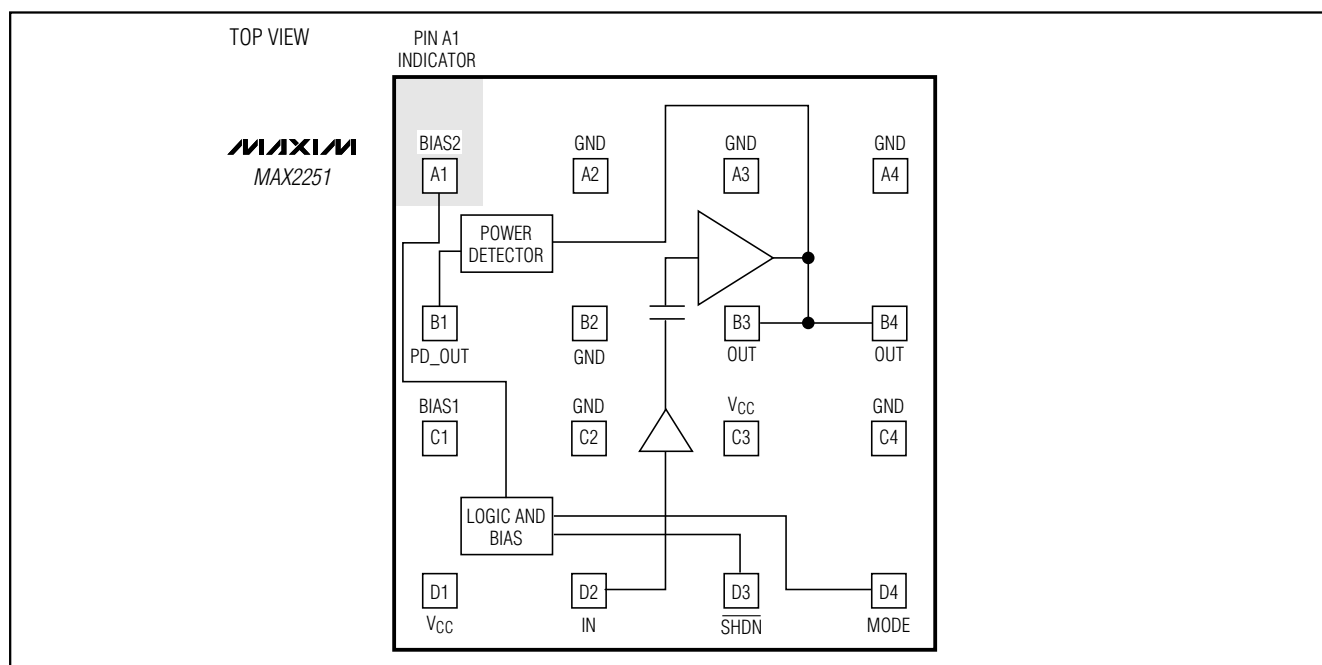 TOP VIEW
PIN A1
INDICATOR
MAXIM
MAX2251
BIAS2
GND
GND
GND
A1
A2
A3
A4
POWER
DETECTOR
B1
B2
B3
B4
PD_OUT
GND
OUT
OUT
BIAS1
GND
VCC
GND
C1
C2
C3
C4
LOGIC AND
BIAS
D1
D2
D3
D4
VCC
IN
SHDN
MODE